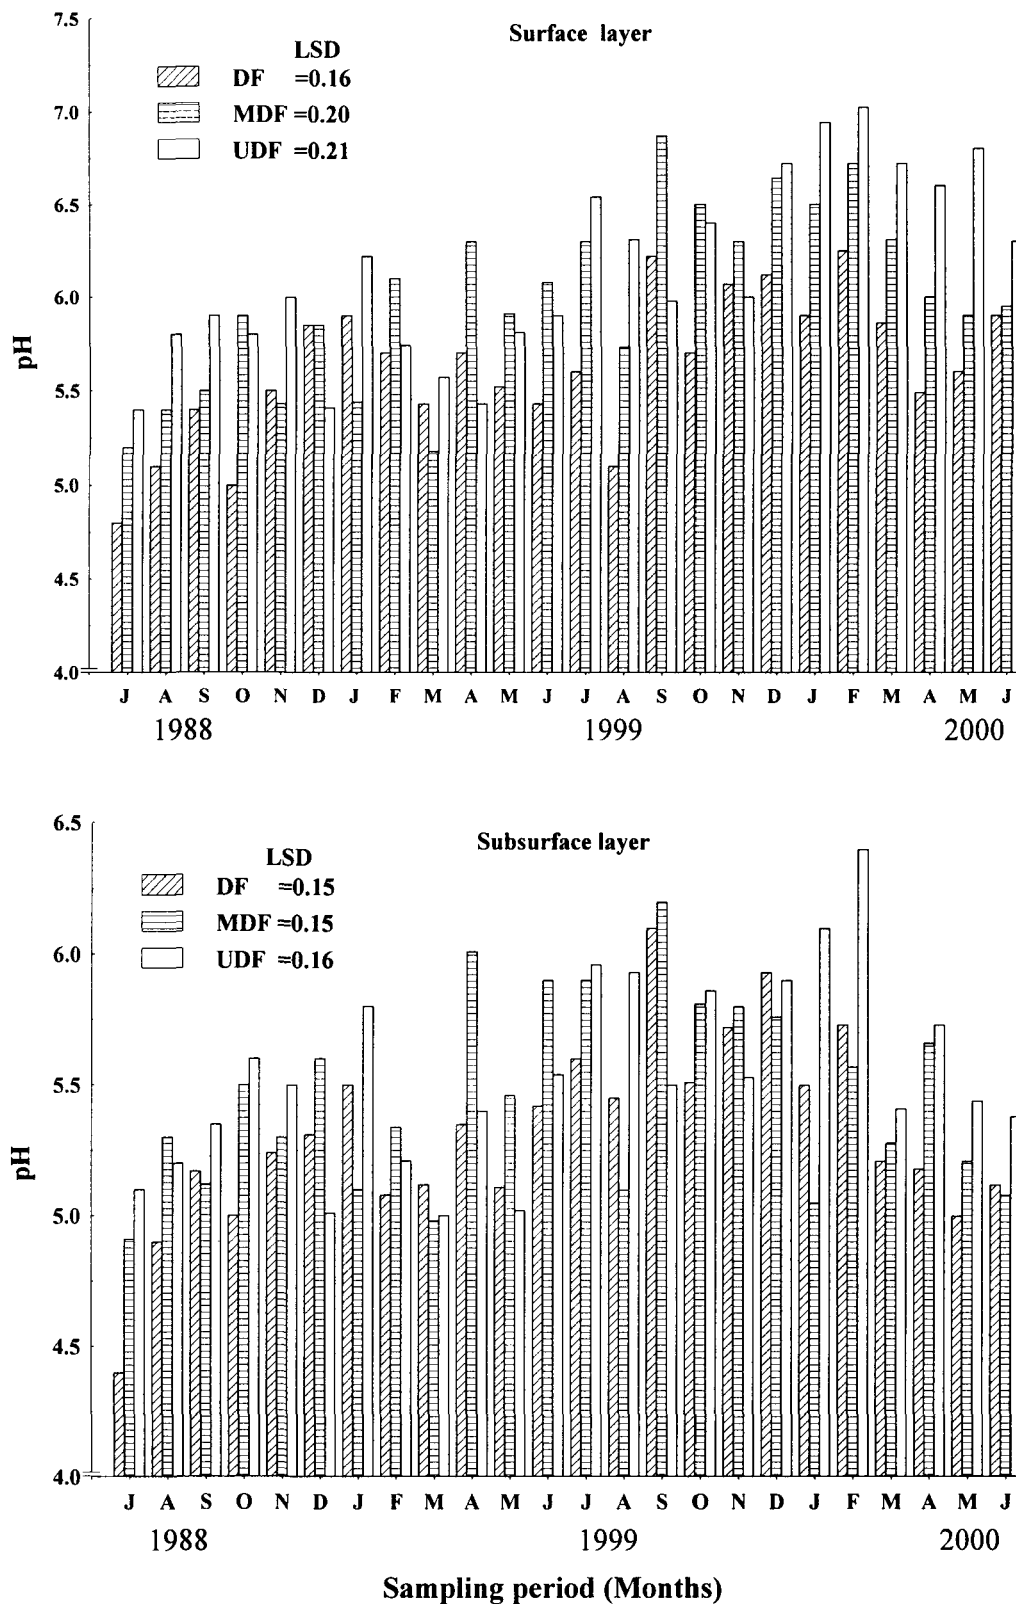 Surface layer
LSD
DF =0.16
MDF =0.20
UDF =0.21
7.5
7.0
6.5
6.0
5.5
5.0
4.5
4.0
pH
J A S O N D J F M A M J J A S O N D J F M A M J
1988 1999 2000
Subsurface layer
LSD
DF =0.15
MDF =0.15
UDF =0.16
6.5
6.0
5.5
5.0
4.5
4.0
pH
J A S O N D J F M A M J J A S O N D J F M A M J
1988 1999 2000
Sampling period (Months)